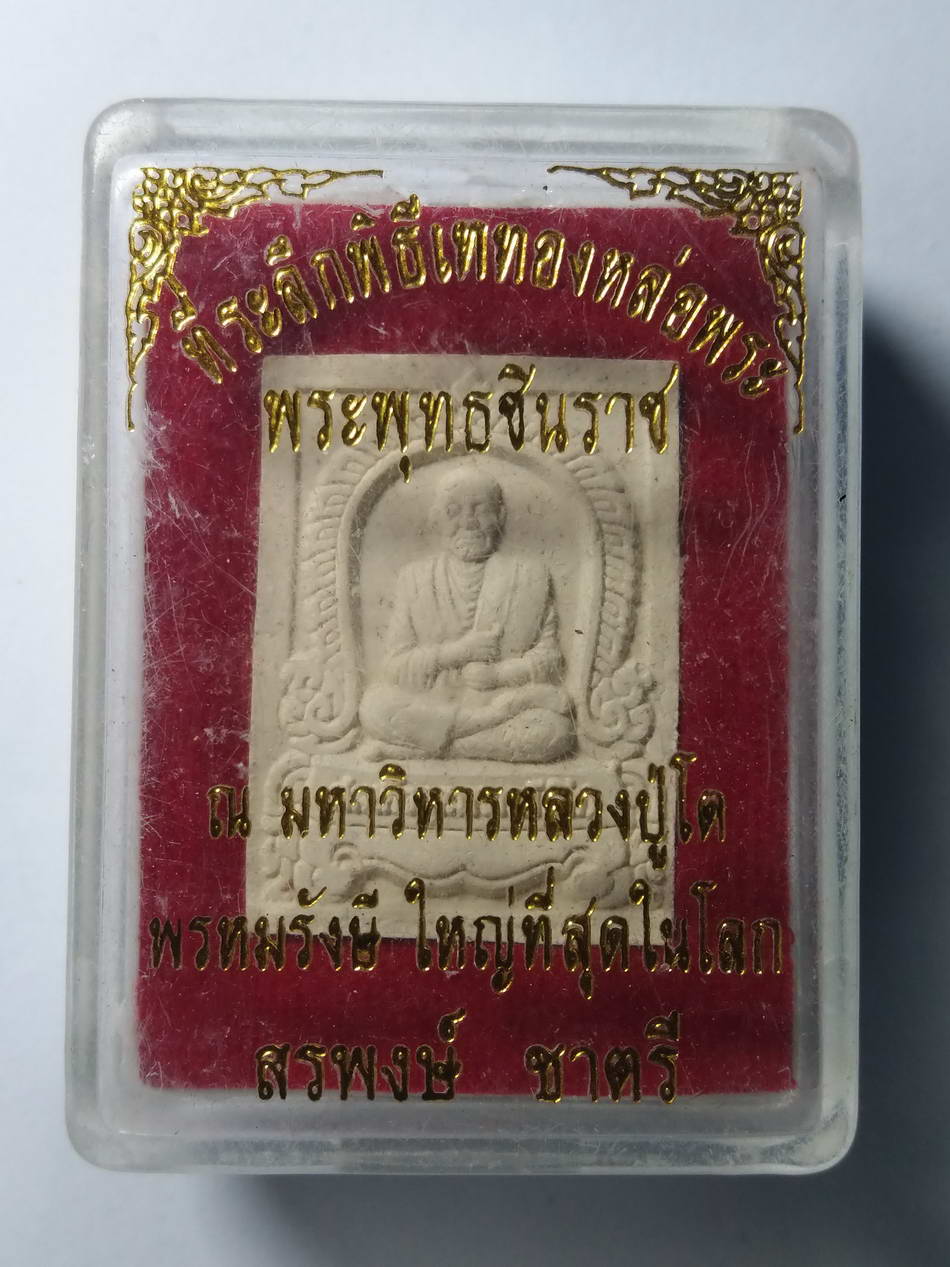 ที่ระลึกพิธีเททองหล่อพระ
พระพุทธชินราช
ณ มหาวิหารหลวงปู่โต
พรหมรังษี ใหญ่ที่สุดในโลก
สรพงษ์ ชาตรี